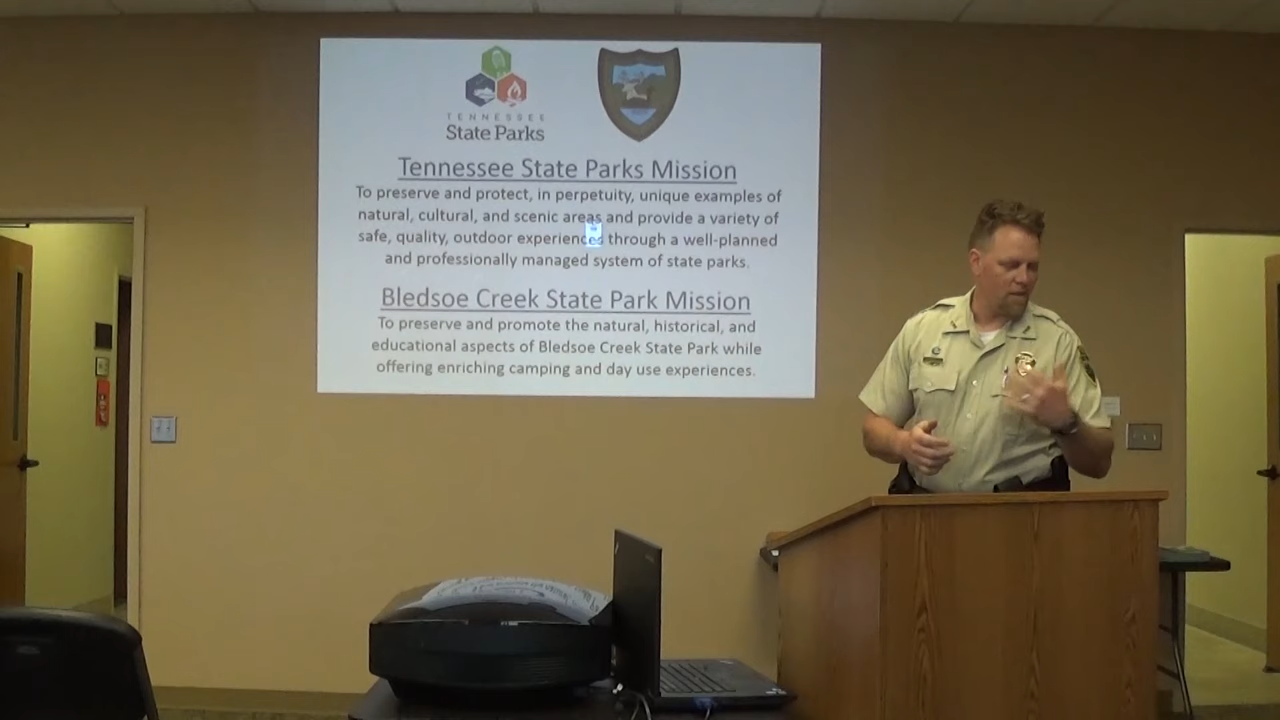 TENNESSEE
State Parks
Tennessee State Parks Mission
To preserve and protect, in perpetuity, unique examples of
natural, cultural, and scenic areas and provide a variety of
safe, quality, outdoor experiences through a well-planned
and professionally managed system of state parks.
Bledsoe Creek State Park Mission
To preserve and promote the natural, historical, and
educational aspects of Bledsoe Creek State Park while
offering enriching camping and day use experiences.